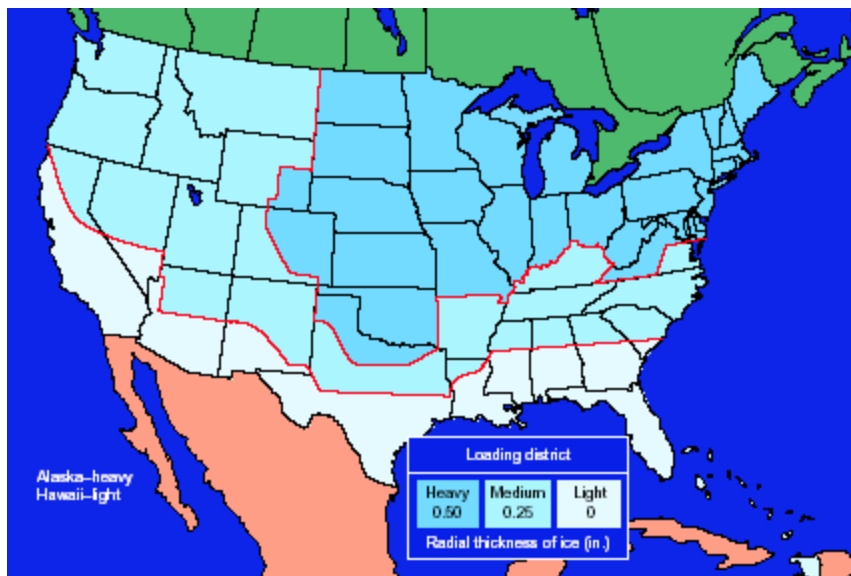 Alaska–heavy
Hawaii–light
Loading district
Heavy
0.50
Medium
0.25
Light
0
Radial thickness of ice (in.)